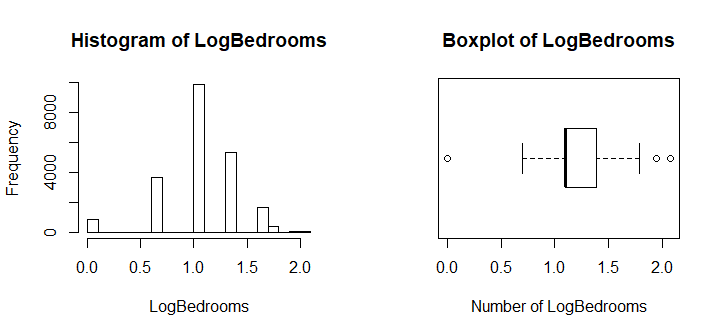 Histogram of LogBedrooms
Frequency
8000
4000
0
0.0 0.5 1.0 1.5 2.0
LogBedrooms
Boxplot of LogBedrooms
0.0 0.5 1.0 1.5 2.0
Number of LogBedrooms